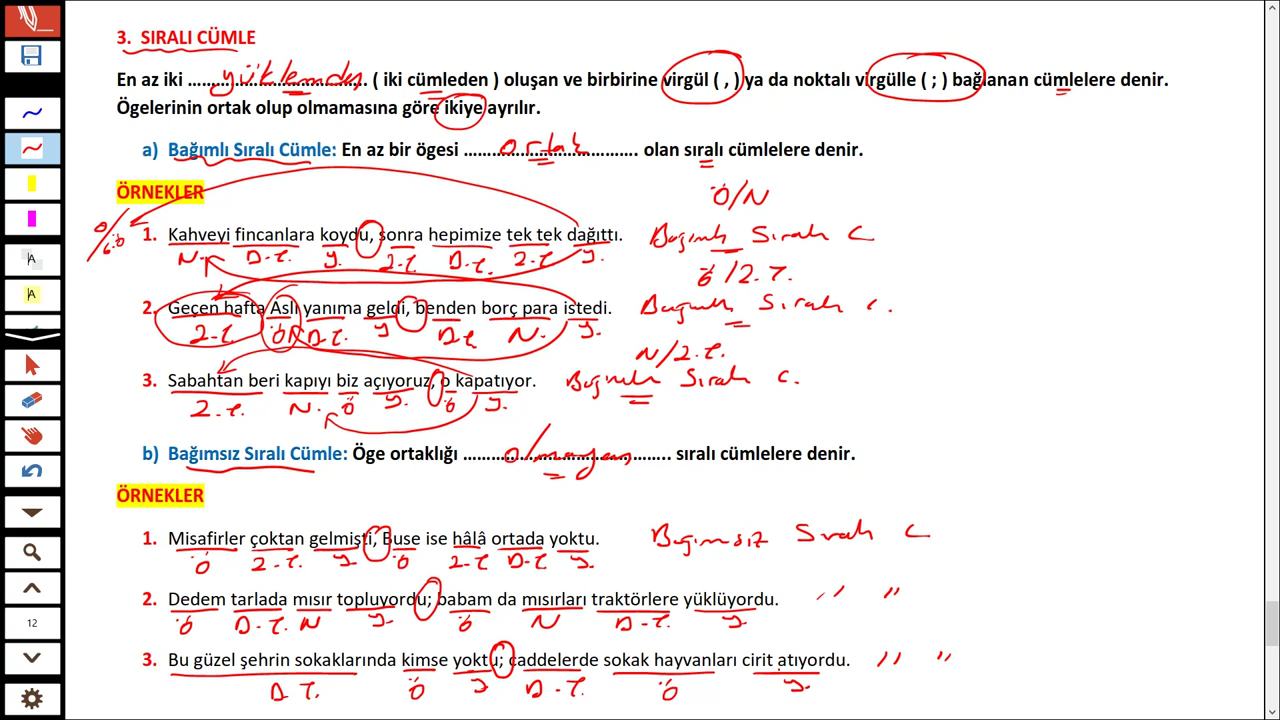 3. SIRALI CÜMLE
En az iki ...yüklemden... ( iki cümleden ) oluşan ve birbirine virgül ( , ) ya da noktalı virgülle ( ; ) bağlanan cümlelere denir.
Ögelerinin ortak olup olmamasına göre ikiye ayrılır.
a) Bağımlı Sıralı Cümle: En az bir ögesi ......ortak............. olan sıralı cümlelere denir.
ÖRNEKLER
Ö/N
1. Kahveyi fincanlara koydu, sonra hepimize tek tek dağıttı. Bağımlı Sıralı C
N. D.T. Y. Z.T. D.T. Z.T. Y.
Ö/Z.T.
2. Geçen hafta Aslı yanıma geldi, benden borç para istedi. Bağımlı Sıralı C.
Z.T. Ö D.T. Y D.T. N. Y.
N/Z.T.
3. Sabahtan beri kapıyı biz açıyoruz, o kapatıyor. Bağımlı Sıralı C.
Z.T. N. Ö Y. Ö Y.
b) Bağımsız Sıralı Cümle: Öge ortaklığı .........olmayan........ sıralı cümlelere denir.
ÖRNEKLER
1. Misafirler çoktan gelmişti, Buse ise hâlâ ortada yoktu. Bağımsız Sıralı C
Ö Z.T. Y Ö Z.T. D.T. Y.
2. Dedem tarlada mısır topluyordu; babam da mısırları traktörlere yüklüyordu. " "
Ö D.T. N Y. Ö N D.T. Y
3. Bu güzel şehrin sokaklarında kimse yoktu; caddelerde sokak hayvanları cirit atıyordu. " "
D.T. Ö Y D.T. Ö Y.
A
A
12